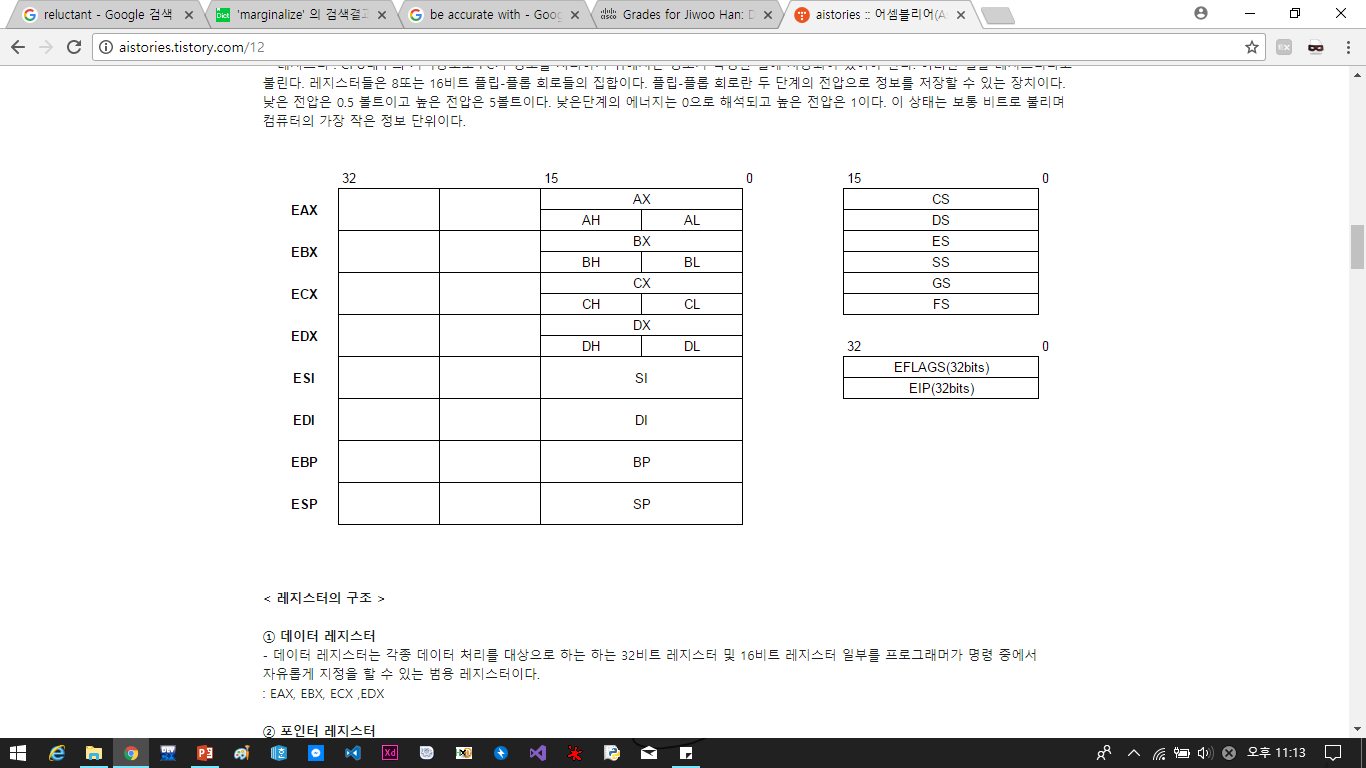 reluctant - Google 검색
'marginalize' 의 검색결과
be accurate with - Goog
Grades for Jiwoo Han: D
aistories :: 어셈블리어(A
aistories.tistory.com/12
불린다. 레지스터들은 8또는 16비트 플립-플롭 회로들의 집합이다. 플립-플롭 회로란 두 단계의 전압으로 정보를 저장할 수 있는 장치이다.
낮은 전압은 0.5 볼트이고 높은 전압은 5볼트이다. 낮은단계의 에너지는 0으로 해석되고 높은 전압은 1이다. 이 상태는 보통 비트로 불리며
컴퓨터의 가장 작은 정보 단위이다.
32 15 0
EAX AX
AH AL
EBX BX
BH BL
ECX CX
CH CL
EDX DX
DH DL
ESI SI
EDI DI
EBP BP
ESP SP
15 0
CS
DS
ES
SS
GS
FS
32 0
EFLAGS(32bits)
EIP(32bits)
< 레지스터의 구조 >
① 데이터 레지스터
- 데이터 레지스터는 각종 데이터 처리를 대상으로 하는 하는 32비트 레지스터 및 16비트 레지스터 일부를 프로그래머가 명령 중에서
자유롭게 지정을 할 수 있는 범용 레지스터이다.
: EAX, EBX, ECX ,EDX
② 포인터 레지스터
오후 11:13